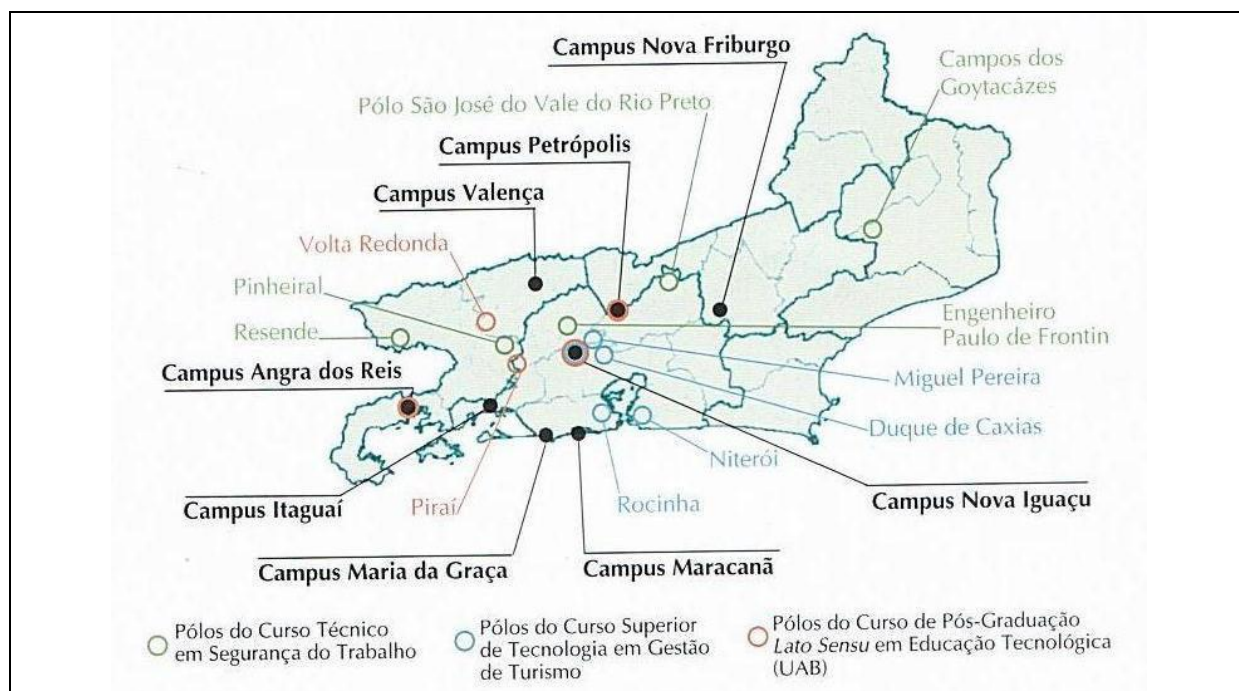 Campus Nova Friburgo
Campos dos
Goytacázes
Pólo São José do Vale do Rio Preto
Campus Petrópolis
Campus Valença
Volta Redonda
Pinheiral
Resende
Engenheiro
Paulo de Frontin
Campus Angra dos Reis
Miguel Pereira
Duque de Caxias
Niterói
Campus Itaguaí
Piraí
Rocinha
Campus Nova Iguaçu
Campus Maria da Graça
Campus Maracanã
Pólos do Curso Técnico
em Segurança do Trabalho
Pólos do Curso Superior
de Tecnologia em Gestão
de Turismo
Pólos do Curso de Pós-Graduação
Lato Sensu em Educação Tecnológica
(UAB)